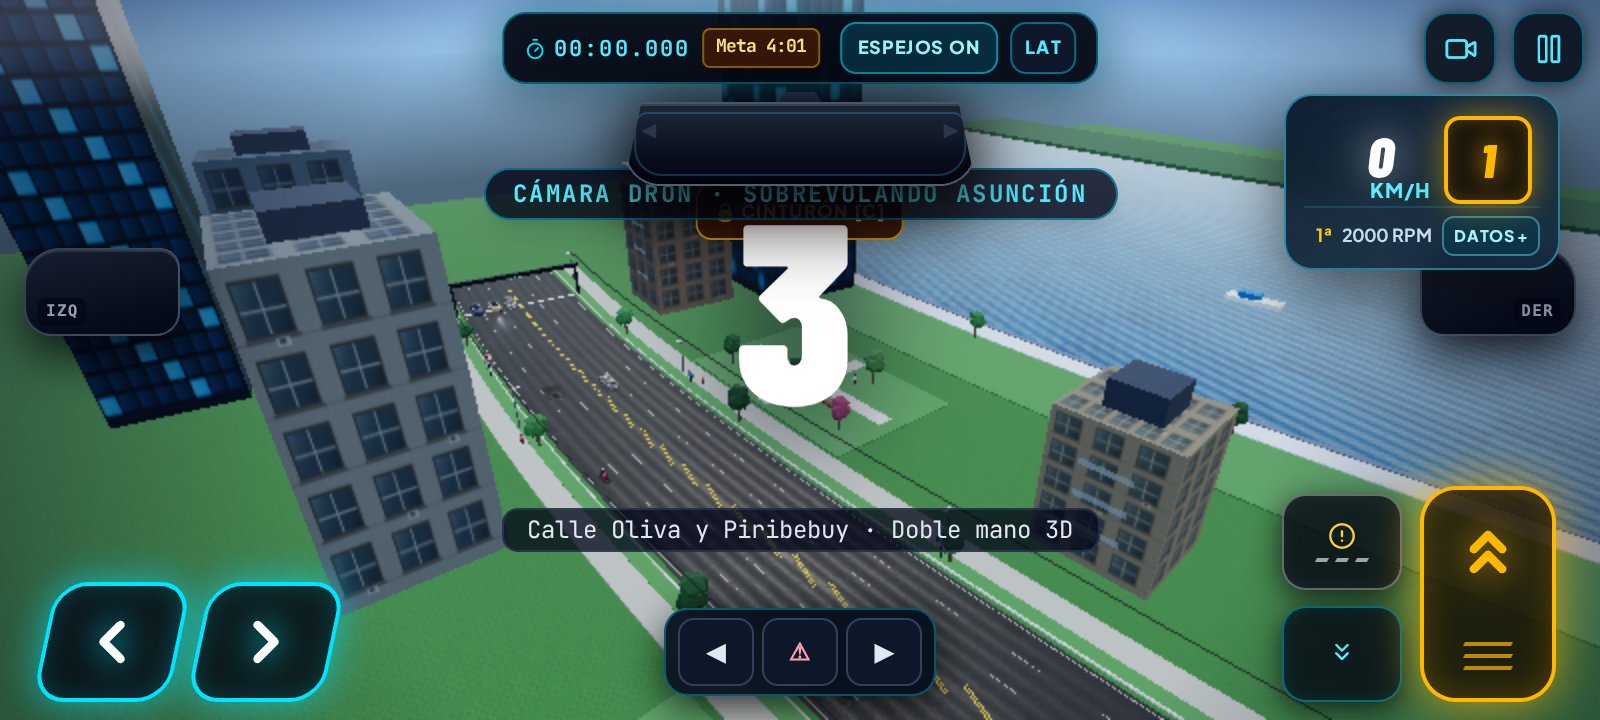 00:00.000
Meta 4:01
ESPEJOS ON
LAT
0
KM/H
1
1ª 2000 RPM
DATOS+
CÁMARA DRON · SOBREVOLANDO ASUNCIÓN
CINTURÓN [C]
3
IZQ
DER
Calle Oliva y Piribebuy · Doble mano 3D